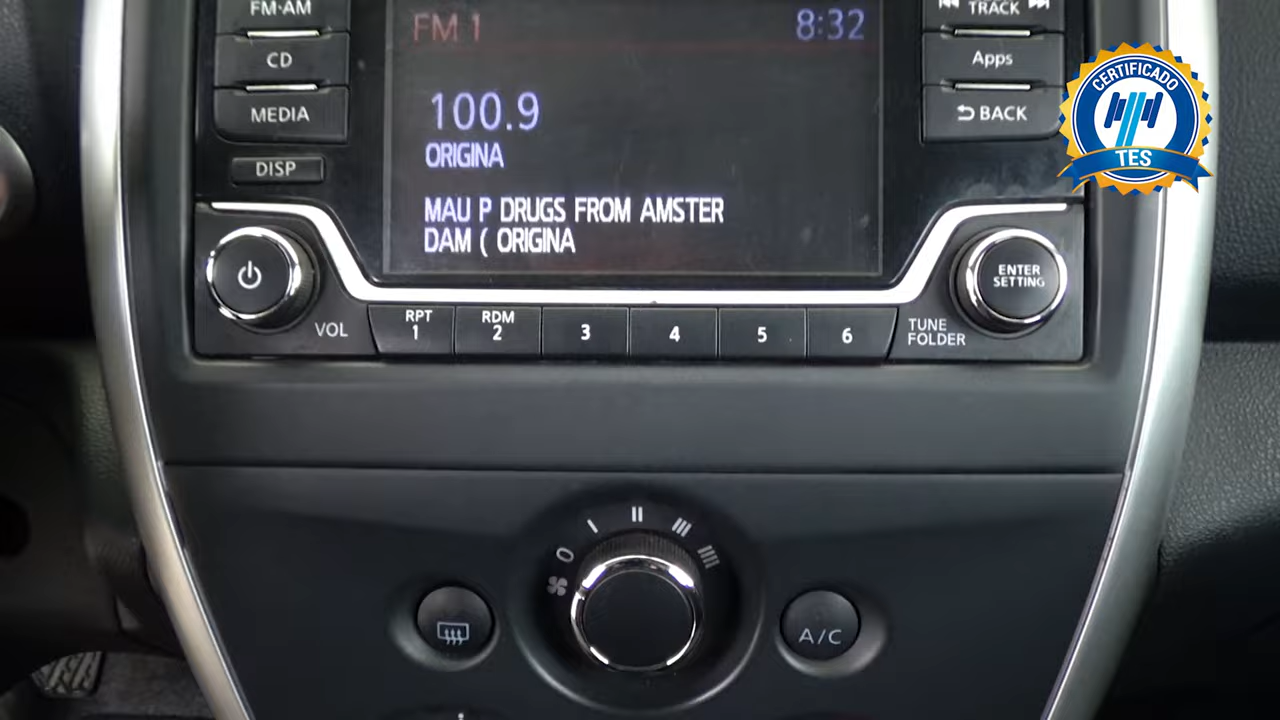 FM·AM
CD
MEDIA
DISP
FM 1
8:32
100.9
ORIGINA
MAU P DRUGS FROM AMSTER
DAM ( ORIGINA
TRACK
Apps
BACK
CERTIFICADO
TES
VOL
RPT
1
RDM
2
3
4
5
6
ENTER
SETTING
TUNE
FOLDER
0
I
II
A/C